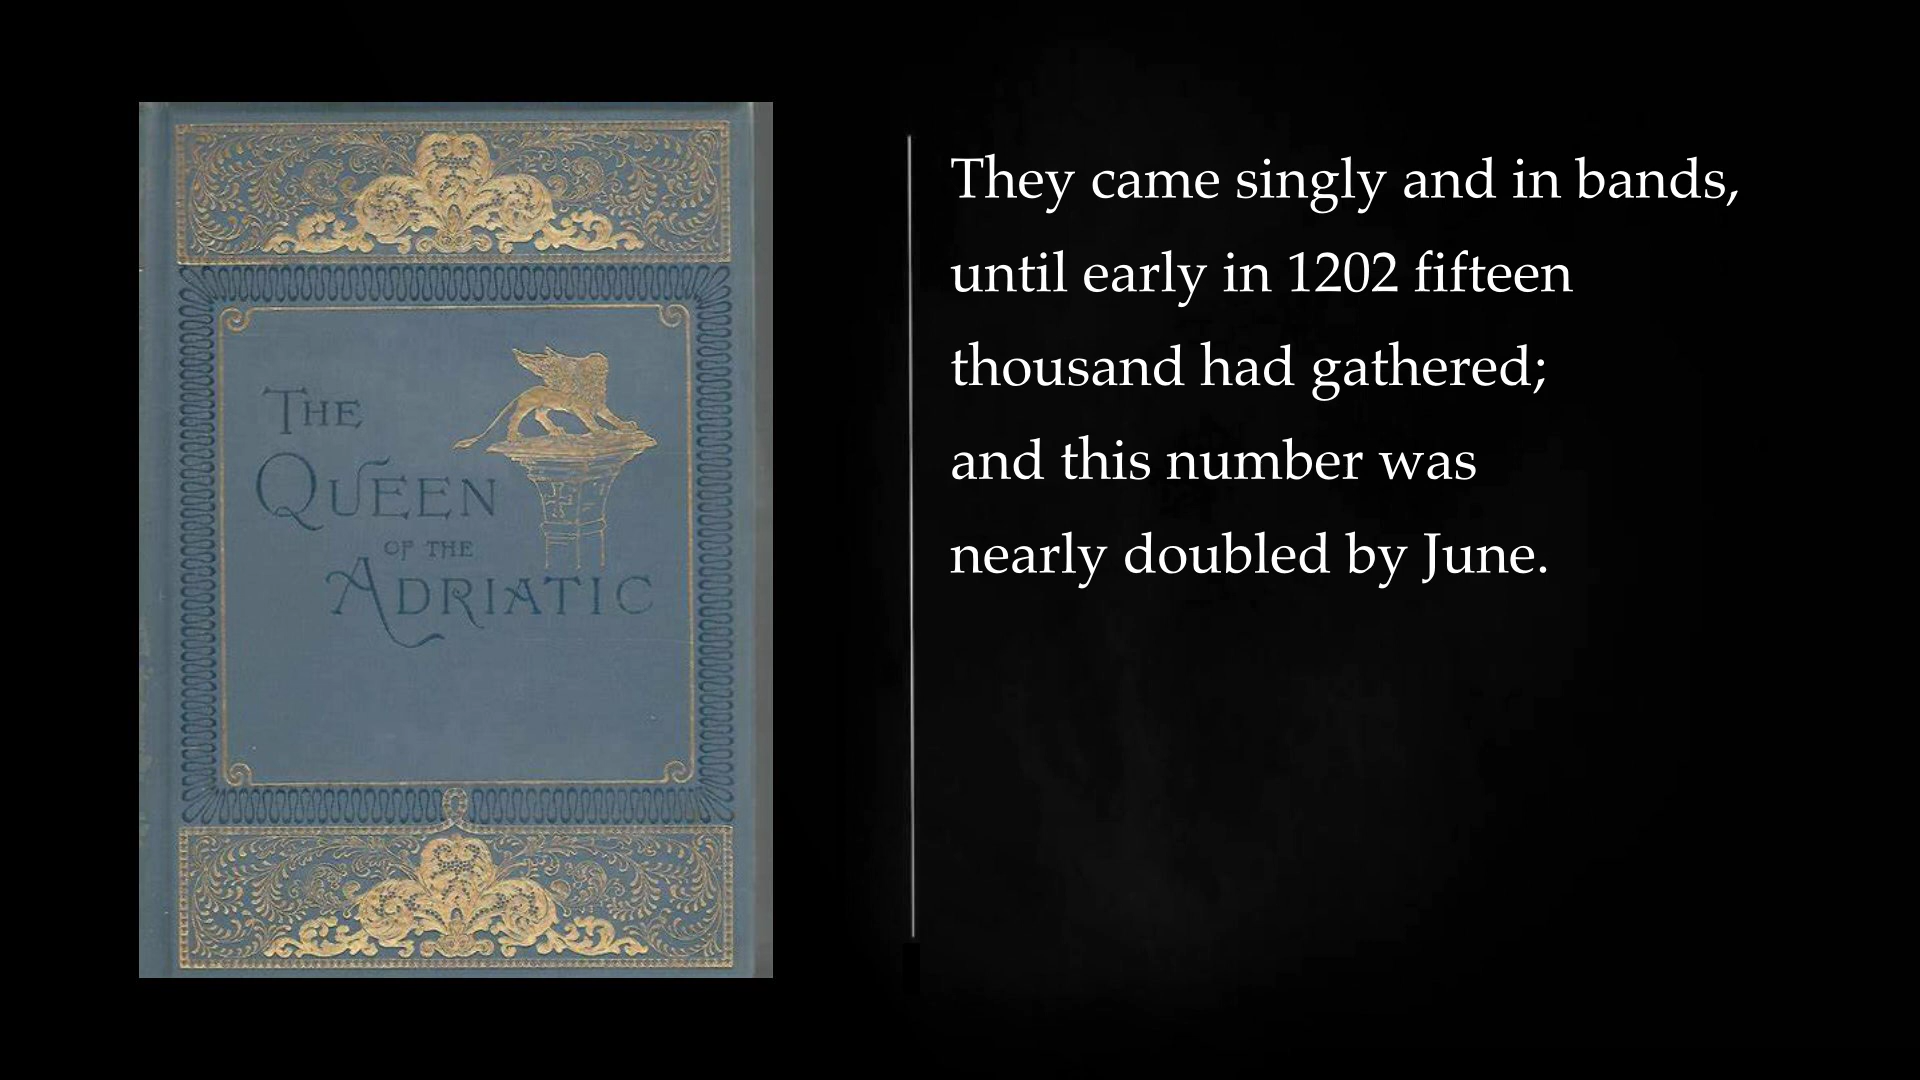 THE
QUEEN
OF THE
ADRIATIC
They came singly and in bands,
until early in 1202 fifteen
thousand had gathered;
and this number was
nearly doubled by June.